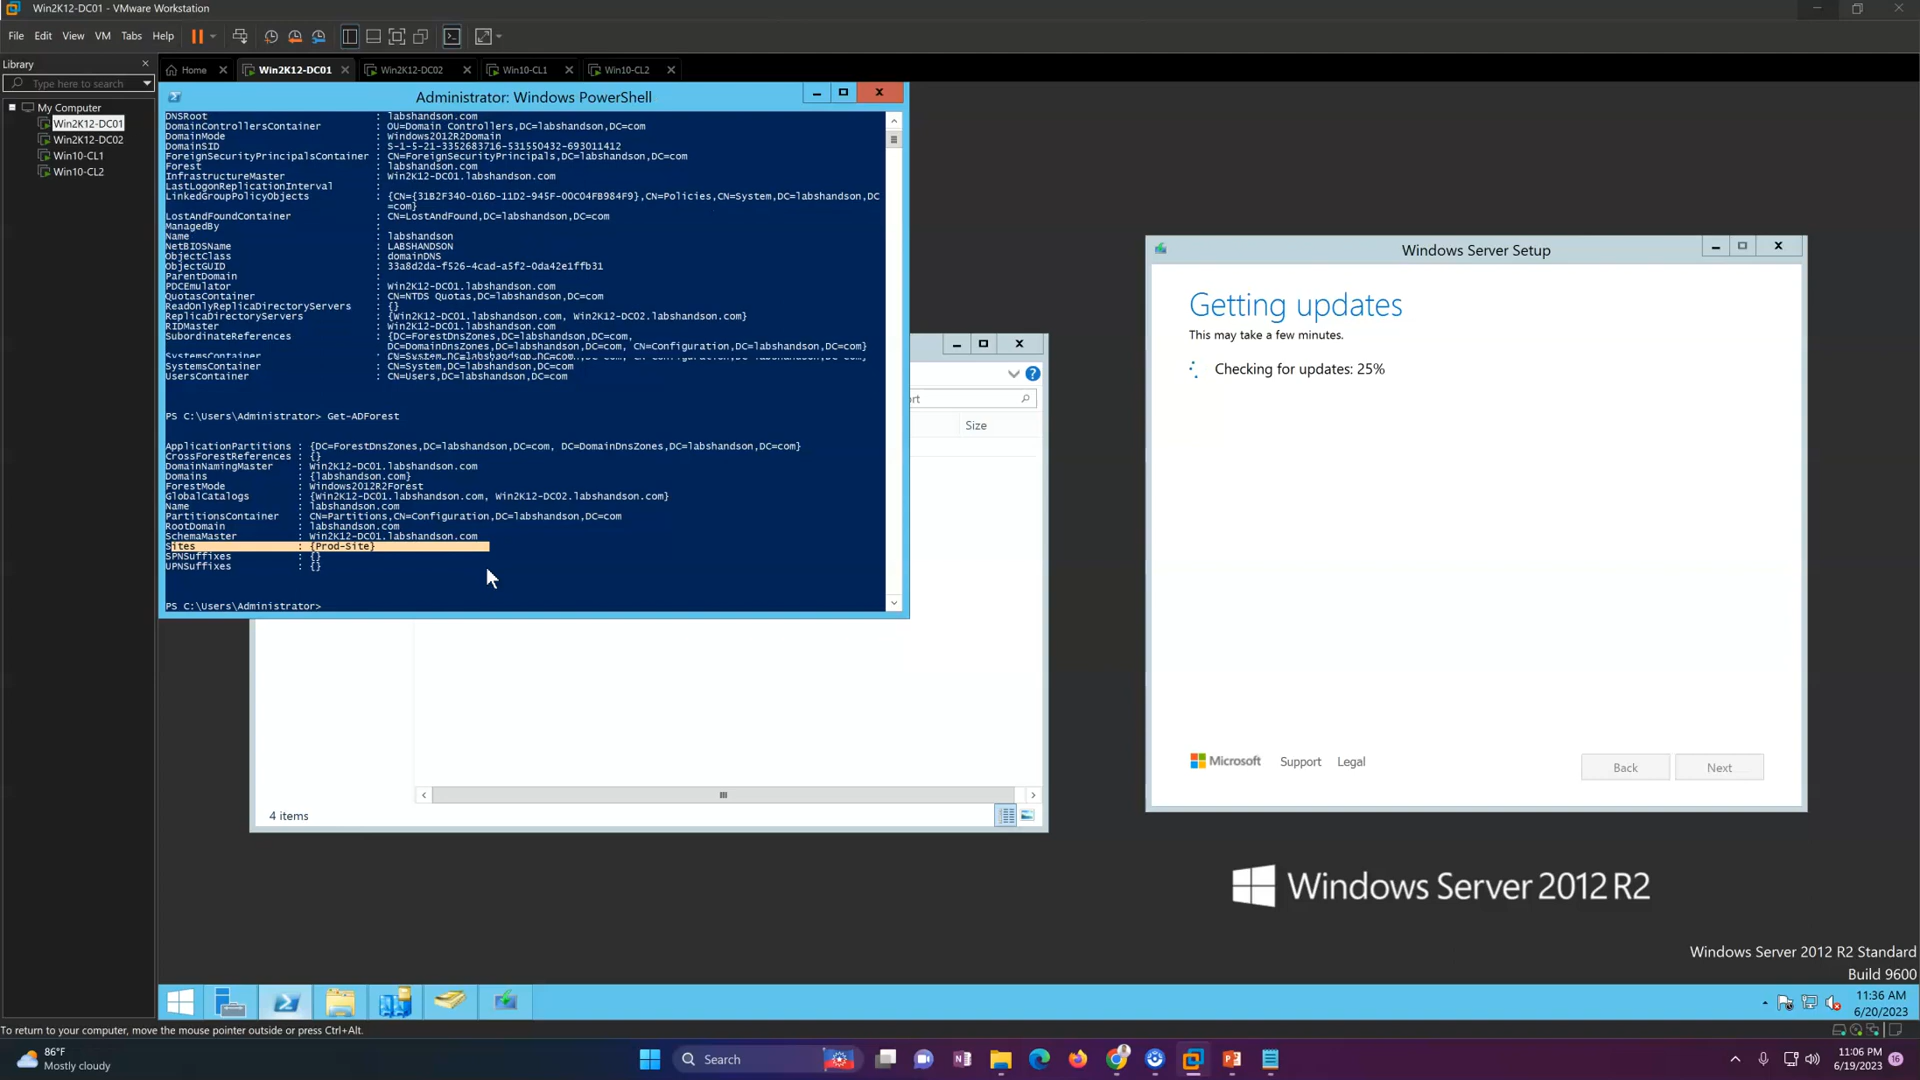 Win2K12-DC01 - VMware Workstation
File Edit View VM Tabs Help
Library
Type here to search
My Computer
Win2K12-DC01
Win2K12-DC02
Win10-CL1
Win10-CL2
Home Win2K12-DC01 Win2K12-DC02 Win10-CL1 Win10-CL2
Administrator: Windows PowerShell
DNSRoot : labshandson.com
DomainControllersContainer : OU=Domain Controllers,DC=labshandson,DC=com
DomainMode : Windows2012R2Domain
DomainSID : S-1-5-21-3352683716-531550432-693011412
ForeignSecurityPrincipalsContainer : CN=ForeignSecurityPrincipals,DC=labshandson,DC=com
Forest : labshandson.com
InfrastructureMaster : Win2K12-DC01.labshandson.com
LastLogonReplicationInterval :
LinkedGroupPolicyObjects : {CN={31B2F340-016D-11D2-945F-00C04FB984F9},CN=Policies,CN=System,DC=labshandson,DC
=com}
LostAndFoundContainer : CN=LostAndFound,DC=labshandson,DC=com
ManagedBy :
Name : labshandson
NetBIOSName : LABSHANDSON
ObjectClass : domainDNS
ObjectGUID : 33a8d2da-f526-4cad-a5f2-0da42e1ffb31
ParentDomain :
PDCEmulator : Win2K12-DC01.labshandson.com
QuotasContainer : CN=NTDS Quotas,DC=labshandson,DC=com
ReadOnlyReplicaDirectoryServers : {}
ReplicaDirectoryServers : {Win2K12-DC01.labshandson.com, Win2K12-DC02.labshandson.com}
RIDMaster : Win2K12-DC01.labshandson.com
SubordinateReferences : {DC=ForestDnsZones,DC=labshandson,DC=com,
DC=DomainDnsZones,DC=labshandson,DC=com, CN=Configuration,DC=labshandson,DC=com}
SystemsContainer : CN=System,DC=labshandson,DC=com
UsersContainer : CN=Users,DC=labshandson,DC=com
PS C:\Users\Administrator> Get-ADForest
ApplicationPartitions : {DC=ForestDnsZones,DC=labshandson,DC=com, DC=DomainDnsZones,DC=labshandson,DC=com}
CrossForestReferences : {}
DomainNamingMaster : Win2K12-DC01.labshandson.com
Domains : {labshandson.com}
ForestMode : Windows2012R2Forest
GlobalCatalogs : {Win2K12-DC01.labshandson.com, Win2K12-DC02.labshandson.com}
Name : labshandson.com
PartitionsContainer : CN=Partitions,CN=Configuration,DC=labshandson,DC=com
RootDomain : labshandson.com
SchemaMaster : Win2K12-DC01.labshandson.com
Sites : {Prod-Site}
SPNSuffixes : {}
UPNSuffixes : {}
PS C:\Users\Administrator>
ort
Size
4 items
Windows Server Setup
Getting updates
This may take a few minutes.
Checking for updates: 25%
Microsoft Support Legal
Back Next
Windows Server 2012 R2
Windows Server 2012 R2 Standard
Build 9600
11:36 AM
6/20/2023
To return to your computer, move the mouse pointer outside or press Ctrl+Alt.
86°F
Mostly cloudy
Search
11:06 PM
6/19/2023
16